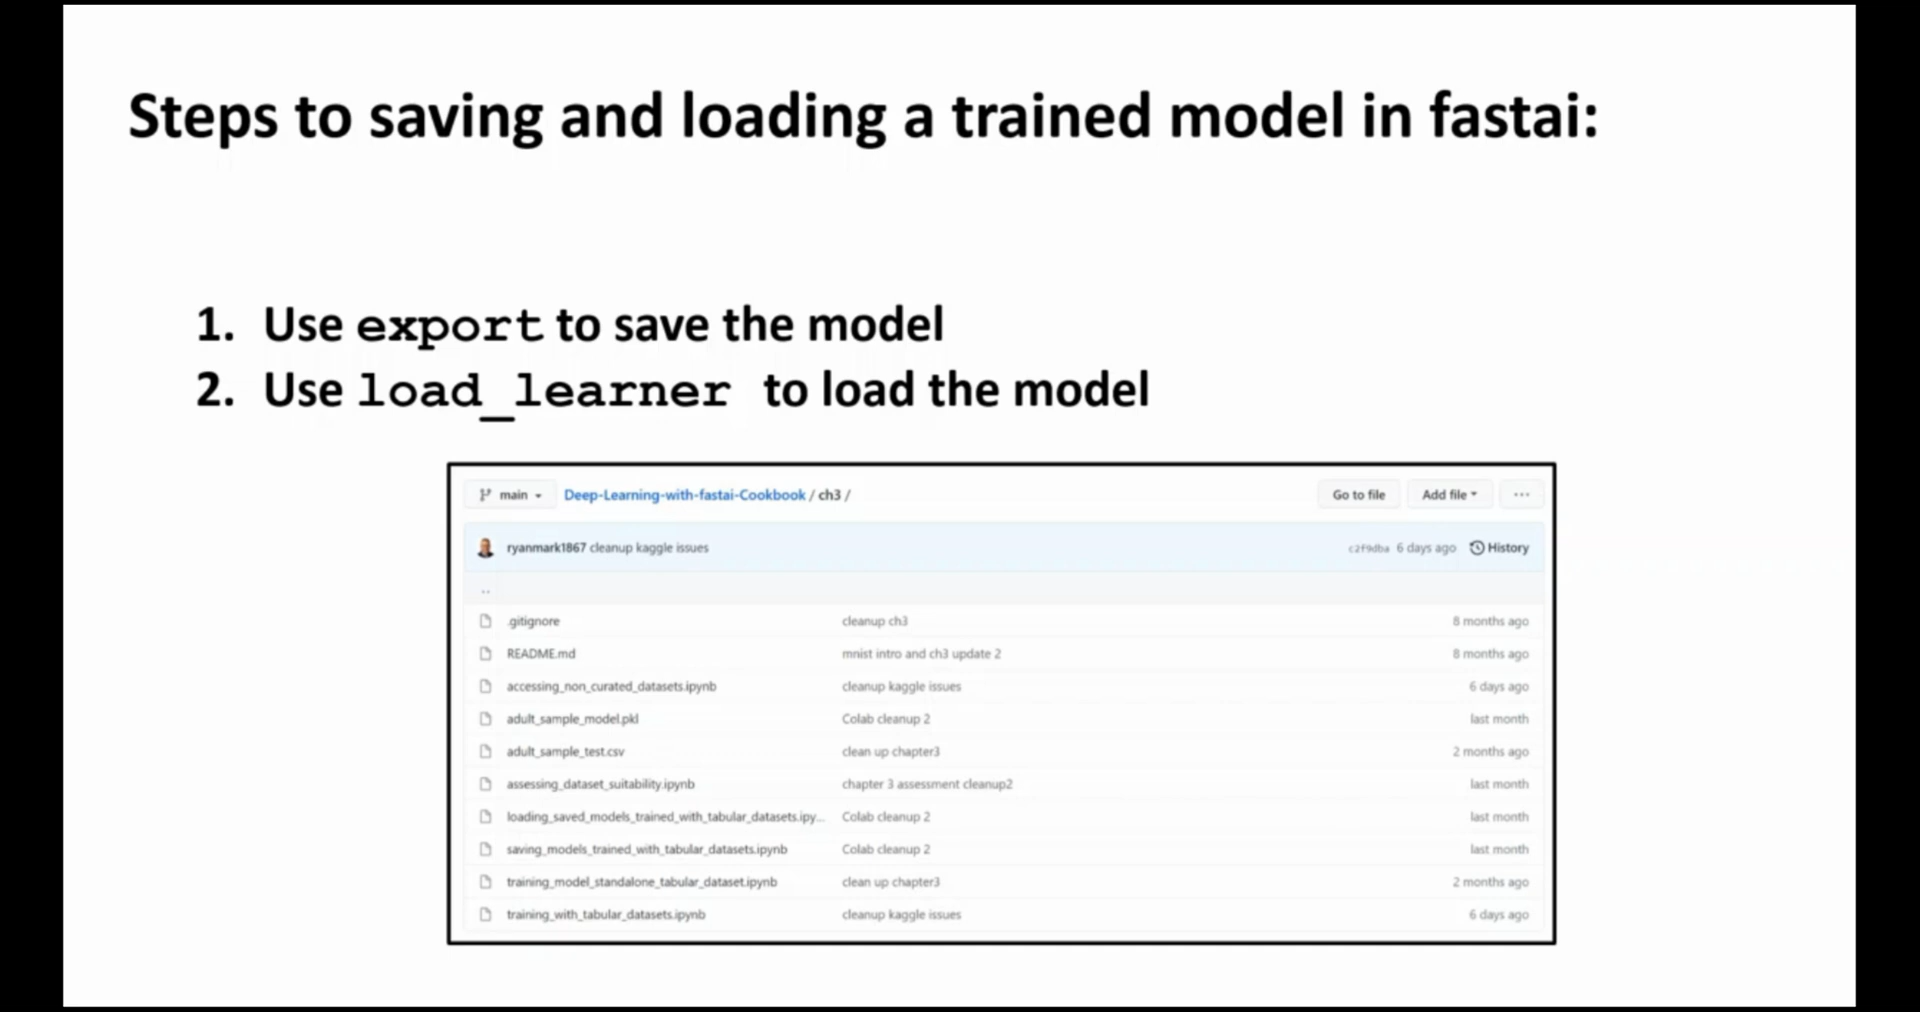 Steps to saving and loading a trained model in fastai:
1. Use export to save the model
2. Use load_learner to load the model
main Deep-Learning-with-fastai-Cookbook / ch3 / Go to file Add file ...
ryanmark1867 cleanup kaggle issues c2f9dba 6 days ago History
..
.gitignore cleanup ch3 8 months ago
README.md mnist intro and ch3 update 2 8 months ago
accessing_non_curated_datasets.ipynb cleanup kaggle issues 6 days ago
adult_sample_model.pkl Colab cleanup 2 last month
adult_sample_test.csv clean up chapter3 2 months ago
assessing_dataset_suitability.ipynb chapter 3 assessment cleanup2 last month
loading_saved_models_trained_with_tabular_datasets.ipy... Colab cleanup 2 last month
saving_models_trained_with_tabular_datasets.ipynb Colab cleanup 2 last month
training_model_standalone_tabular_dataset.ipynb clean up chapter3 2 months ago
training_with_tabular_datasets.ipynb cleanup kaggle issues 6 days ago